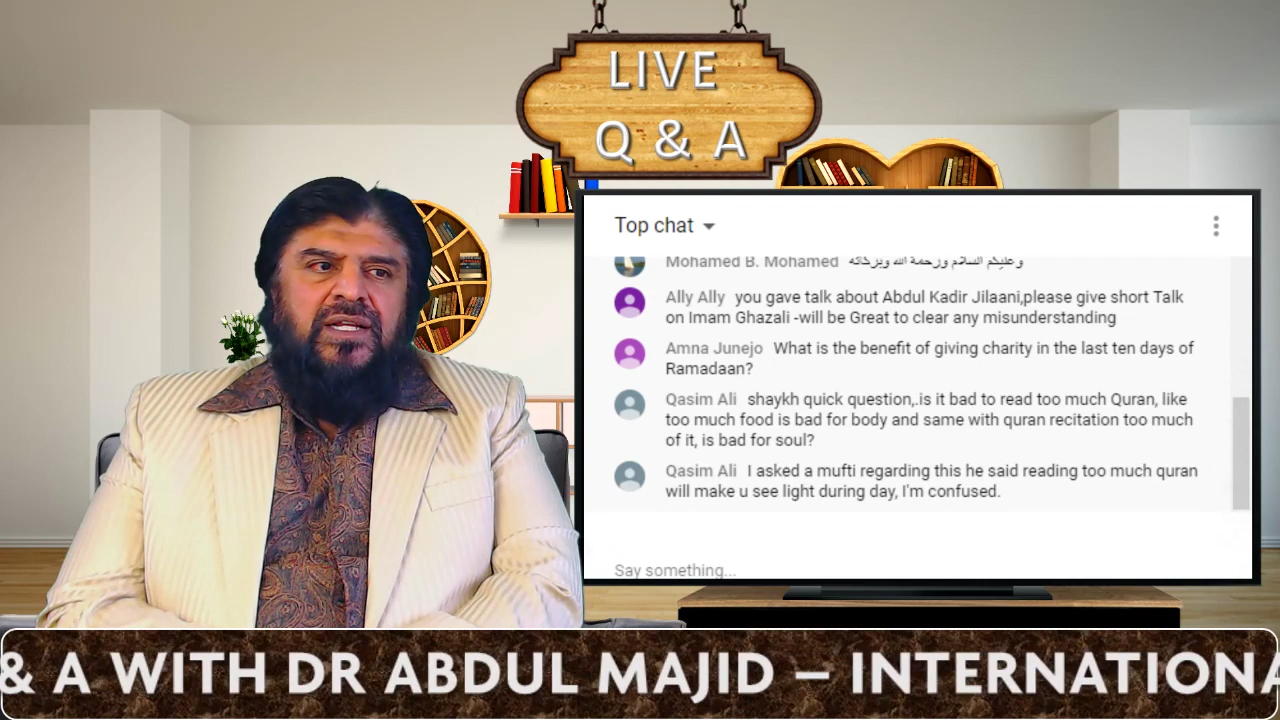 LIVE
Q & A
Top chat
Mohamed B. Mohamed وعليكم السلام ورحمة الله وبركاته
Ally Ally you gave talk about Abdul Kadir Jilaani,please give short Talk
on Imam Ghazali -will be Great to clear any misunderstanding
Amna Junejo What is the benefit of giving charity in the last ten days of
Ramadaan?
Qasim Ali shaykh quick question,.is it bad to read too much Quran, like
too much food is bad for body and same with quran recitation too much
of it, is bad for soul?
Qasim Ali I asked a mufti regarding this he said reading too much quran
will make u see light during day, I'm confused.
Say something...
& A WITH DR ABDUL MAJID – INTERNATIONA